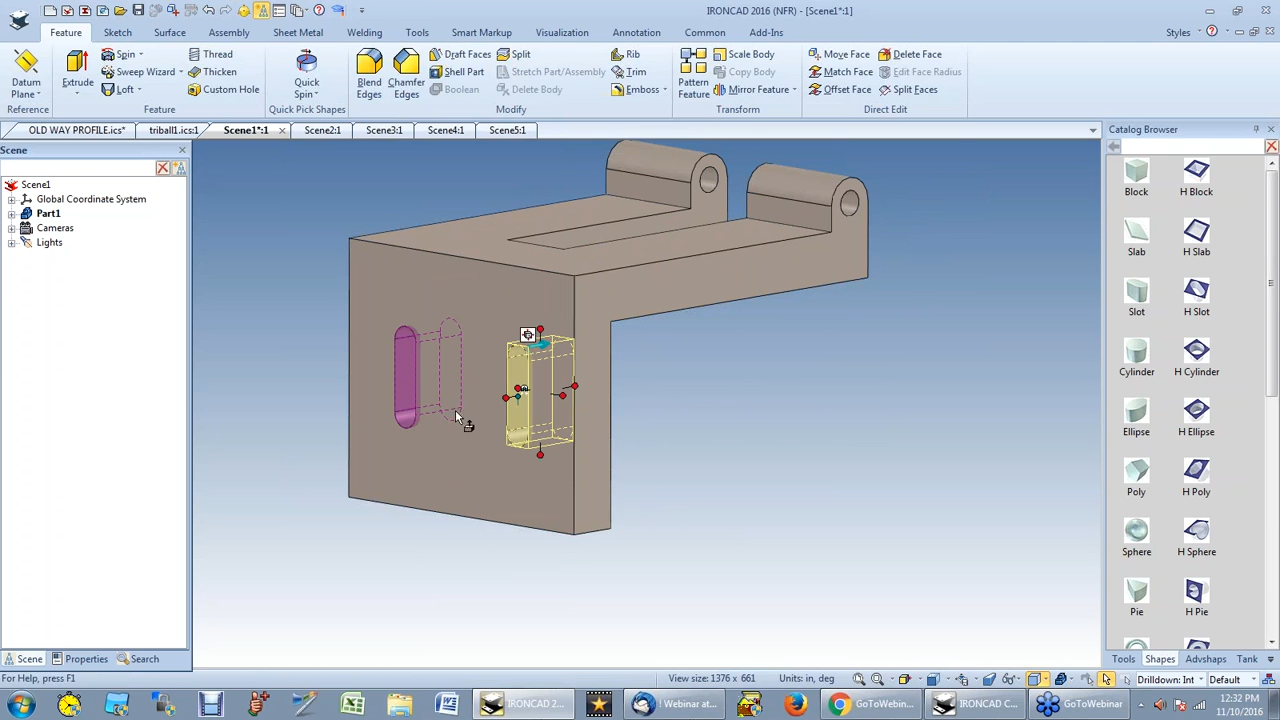 IRONCAD 2016 (NFR) - [Scene1*:1]
Feature Sketch Surface Assembly Sheet Metal Welding Tools Smart Markup Visualization Annotation Common Add-Ins Styles
Datum Plane
Reference
Extrude
Spin
Sweep Wizard
Loft
Thread
Thicken
Custom Hole
Feature
Quick Spin
Quick Pick Shapes
Blend Edges
Chamfer Edges
Draft Faces
Shell Part
Boolean
Split
Stretch Part/Assembly
Delete Body
Rib
Trim
Emboss
Modify
Pattern Feature
Scale Body
Copy Body
Mirror Feature
Transform
Move Face
Match Face
Offset Face
Delete Face
Edit Face Radius
Split Faces
Direct Edit
OLD WAY PROFILE.ics* triball1.ics:1 Scene1*:1 Scene2:1 Scene3:1 Scene4:1 Scene5:1
Scene
Scene1
Global Coordinate System
Part1
Cameras
Lights
Catalog Browser
Block H Block
Slab H Slab
Slot H Slot
Cylinder H Cylinder
Ellipse H Ellipse
Poly H Poly
Sphere H Sphere
Pie H Pie
Scene Properties Search
Tools Shapes Advshaps Tank
For Help, press F1
View size: 1376 x 661
Units: in, deg
Drilldown: Int
Default
IRONCAD 2...
! Webinar at...
GoToWebin...
IRONCAD C...
GoToWebin...
12:32 PM
11/10/2016